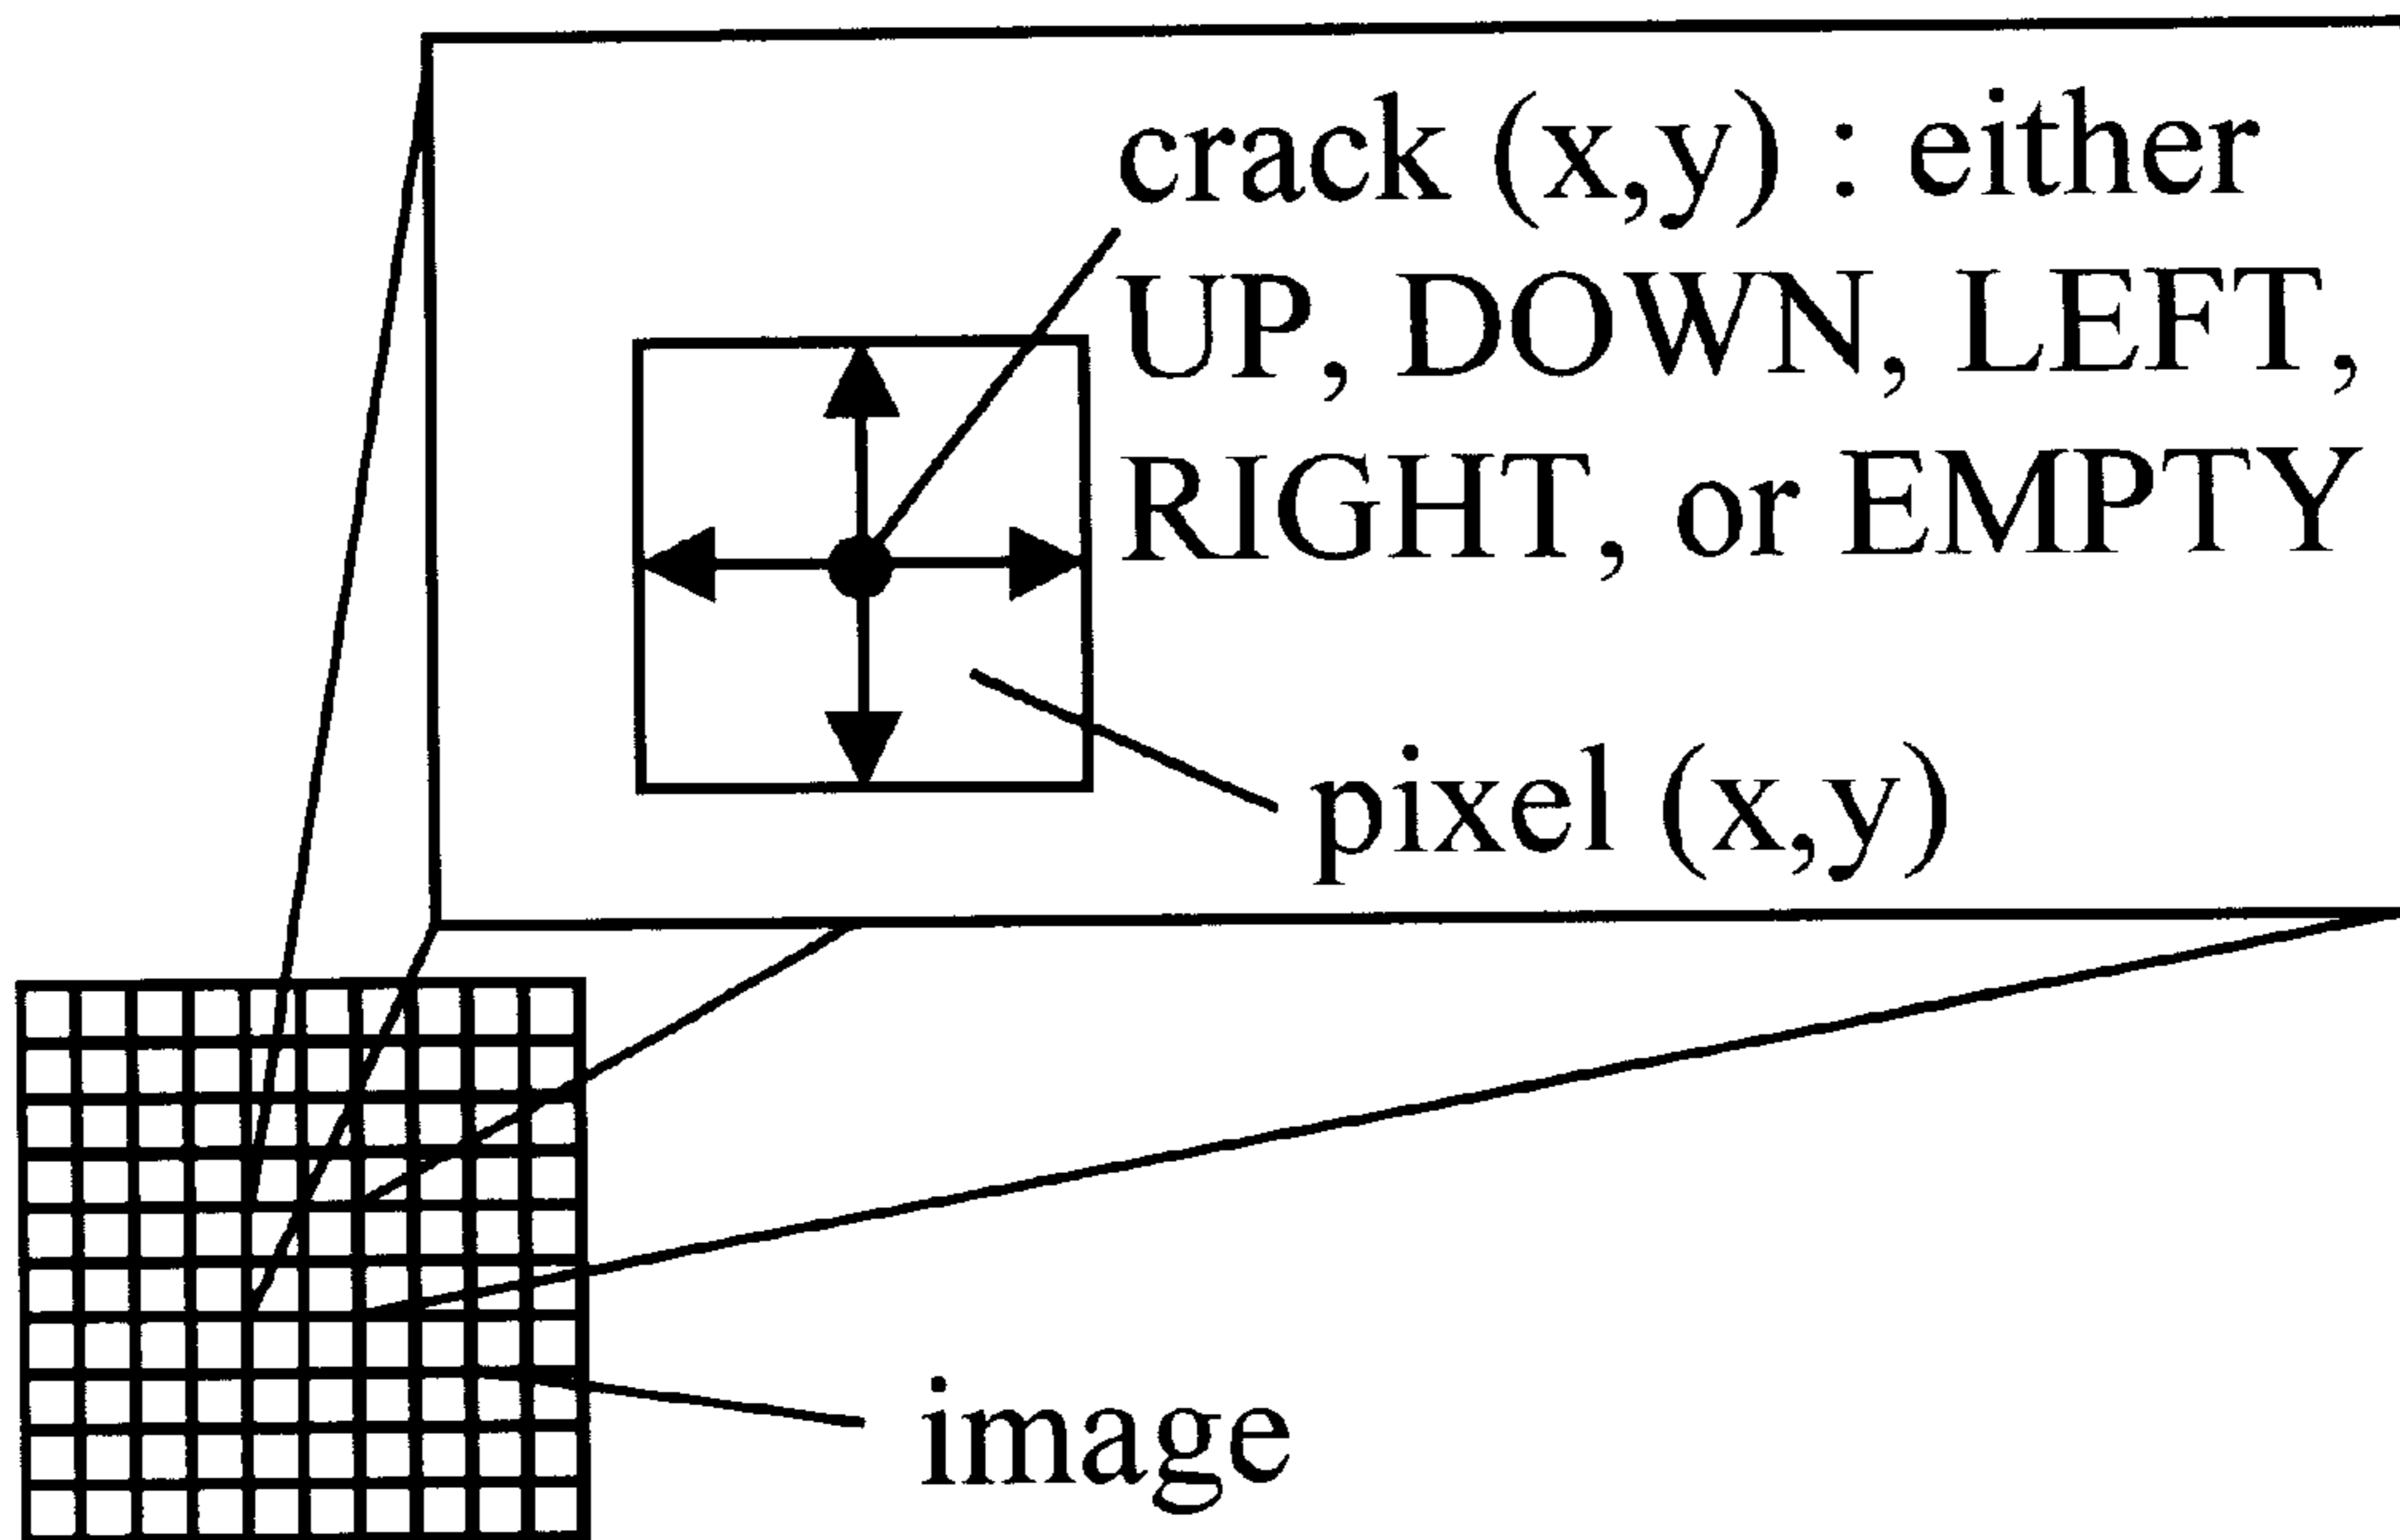 crack (x,y) : either
UP, DOWN, LEFT,
RIGHT, or EMPTY
pixel (x,y)
image